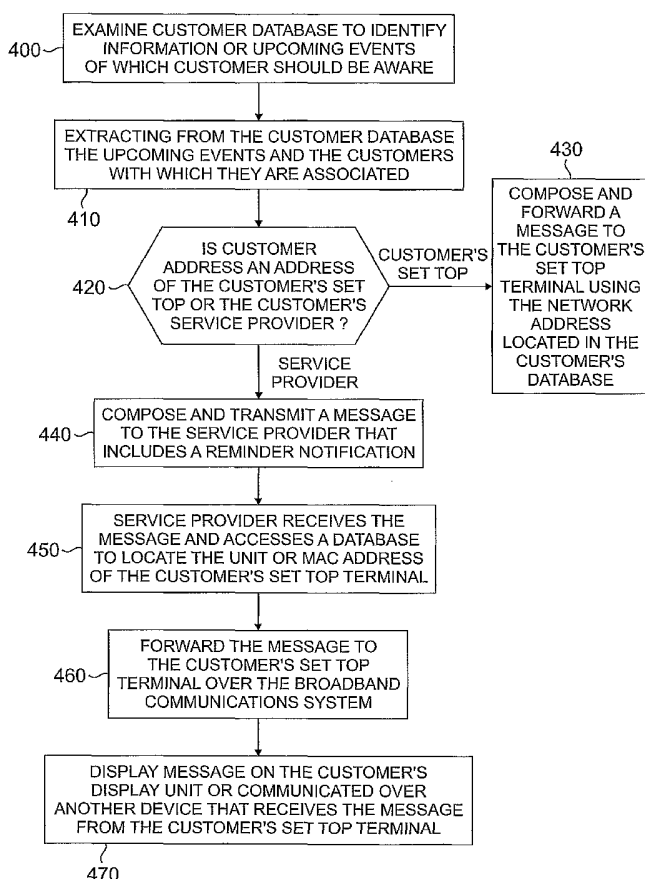 400
EXAMINE CUSTOMER DATABASE TO IDENTIFY
INFORMATION OR UPCOMING EVENTS
OF WHICH CUSTOMER SHOULD BE AWARE
EXTRACTING FROM THE CUSTOMER DATABASE
THE UPCOMING EVENTS AND THE CUSTOMERS
WITH WHICH THEY ARE ASSOCIATED
410
420
IS CUSTOMER
ADDRESS AN ADDRESS
OF THE CUSTOMER'S SET
TOP OR THE CUSTOMER'S
SERVICE PROVIDER ?
CUSTOMER'S
SET TOP
430
COMPOSE AND
FORWARD A
MESSAGE TO
THE CUSTOMER'S
SET TOP
TERMINAL USING
THE NETWORK
ADDRESS
LOCATED IN THE
CUSTOMER'S
DATABASE
SERVICE
PROVIDER
440
COMPOSE AND TRANSMIT A MESSAGE
TO THE SERVICE PROVIDER THAT
INCLUDES A REMINDER NOTIFICATION
450
SERVICE PROVIDER RECEIVES THE
MESSAGE AND ACCESSES A DATABASE
TO LOCATE THE UNIT OR MAC ADDRESS
OF THE CUSTOMER'S SET TOP TERMINAL
460
FORWARD THE MESSAGE TO
THE CUSTOMER'S SET TOP
TERMINAL OVER THE BROADBAND
COMMUNICATIONS SYSTEM
DISPLAY MESSAGE ON THE CUSTOMER'S
DISPLAY UNIT OR COMMUNICATED OVER
ANOTHER DEVICE THAT RECEIVES THE MESSAGE
FROM THE CUSTOMER'S SET TOP TERMINAL
470